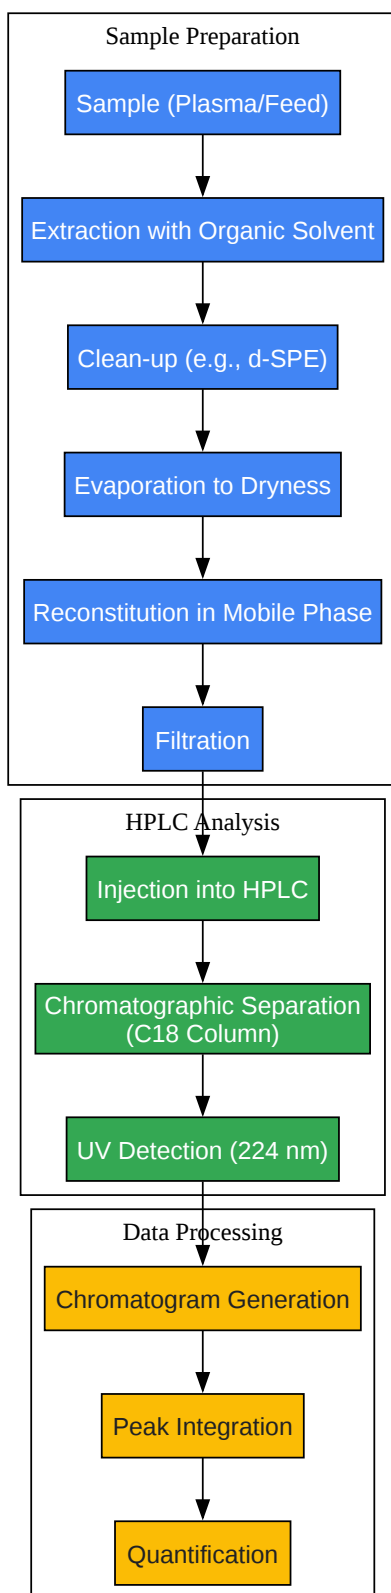 Sample Preparation
Sample (Plasma/Feed)
Extraction with Organic Solvent
Clean-up (e.g., d-SPE)
Evaporation to Dryness
Reconstitution in Mobile Phase
Filtration
HPLC Analysis
Injection into HPLC
Chromatographic Separation
(C18 Column)
UV Detection (224 nm)
Data Processing
Chromatogram Generation
Peak Integration
Quantification